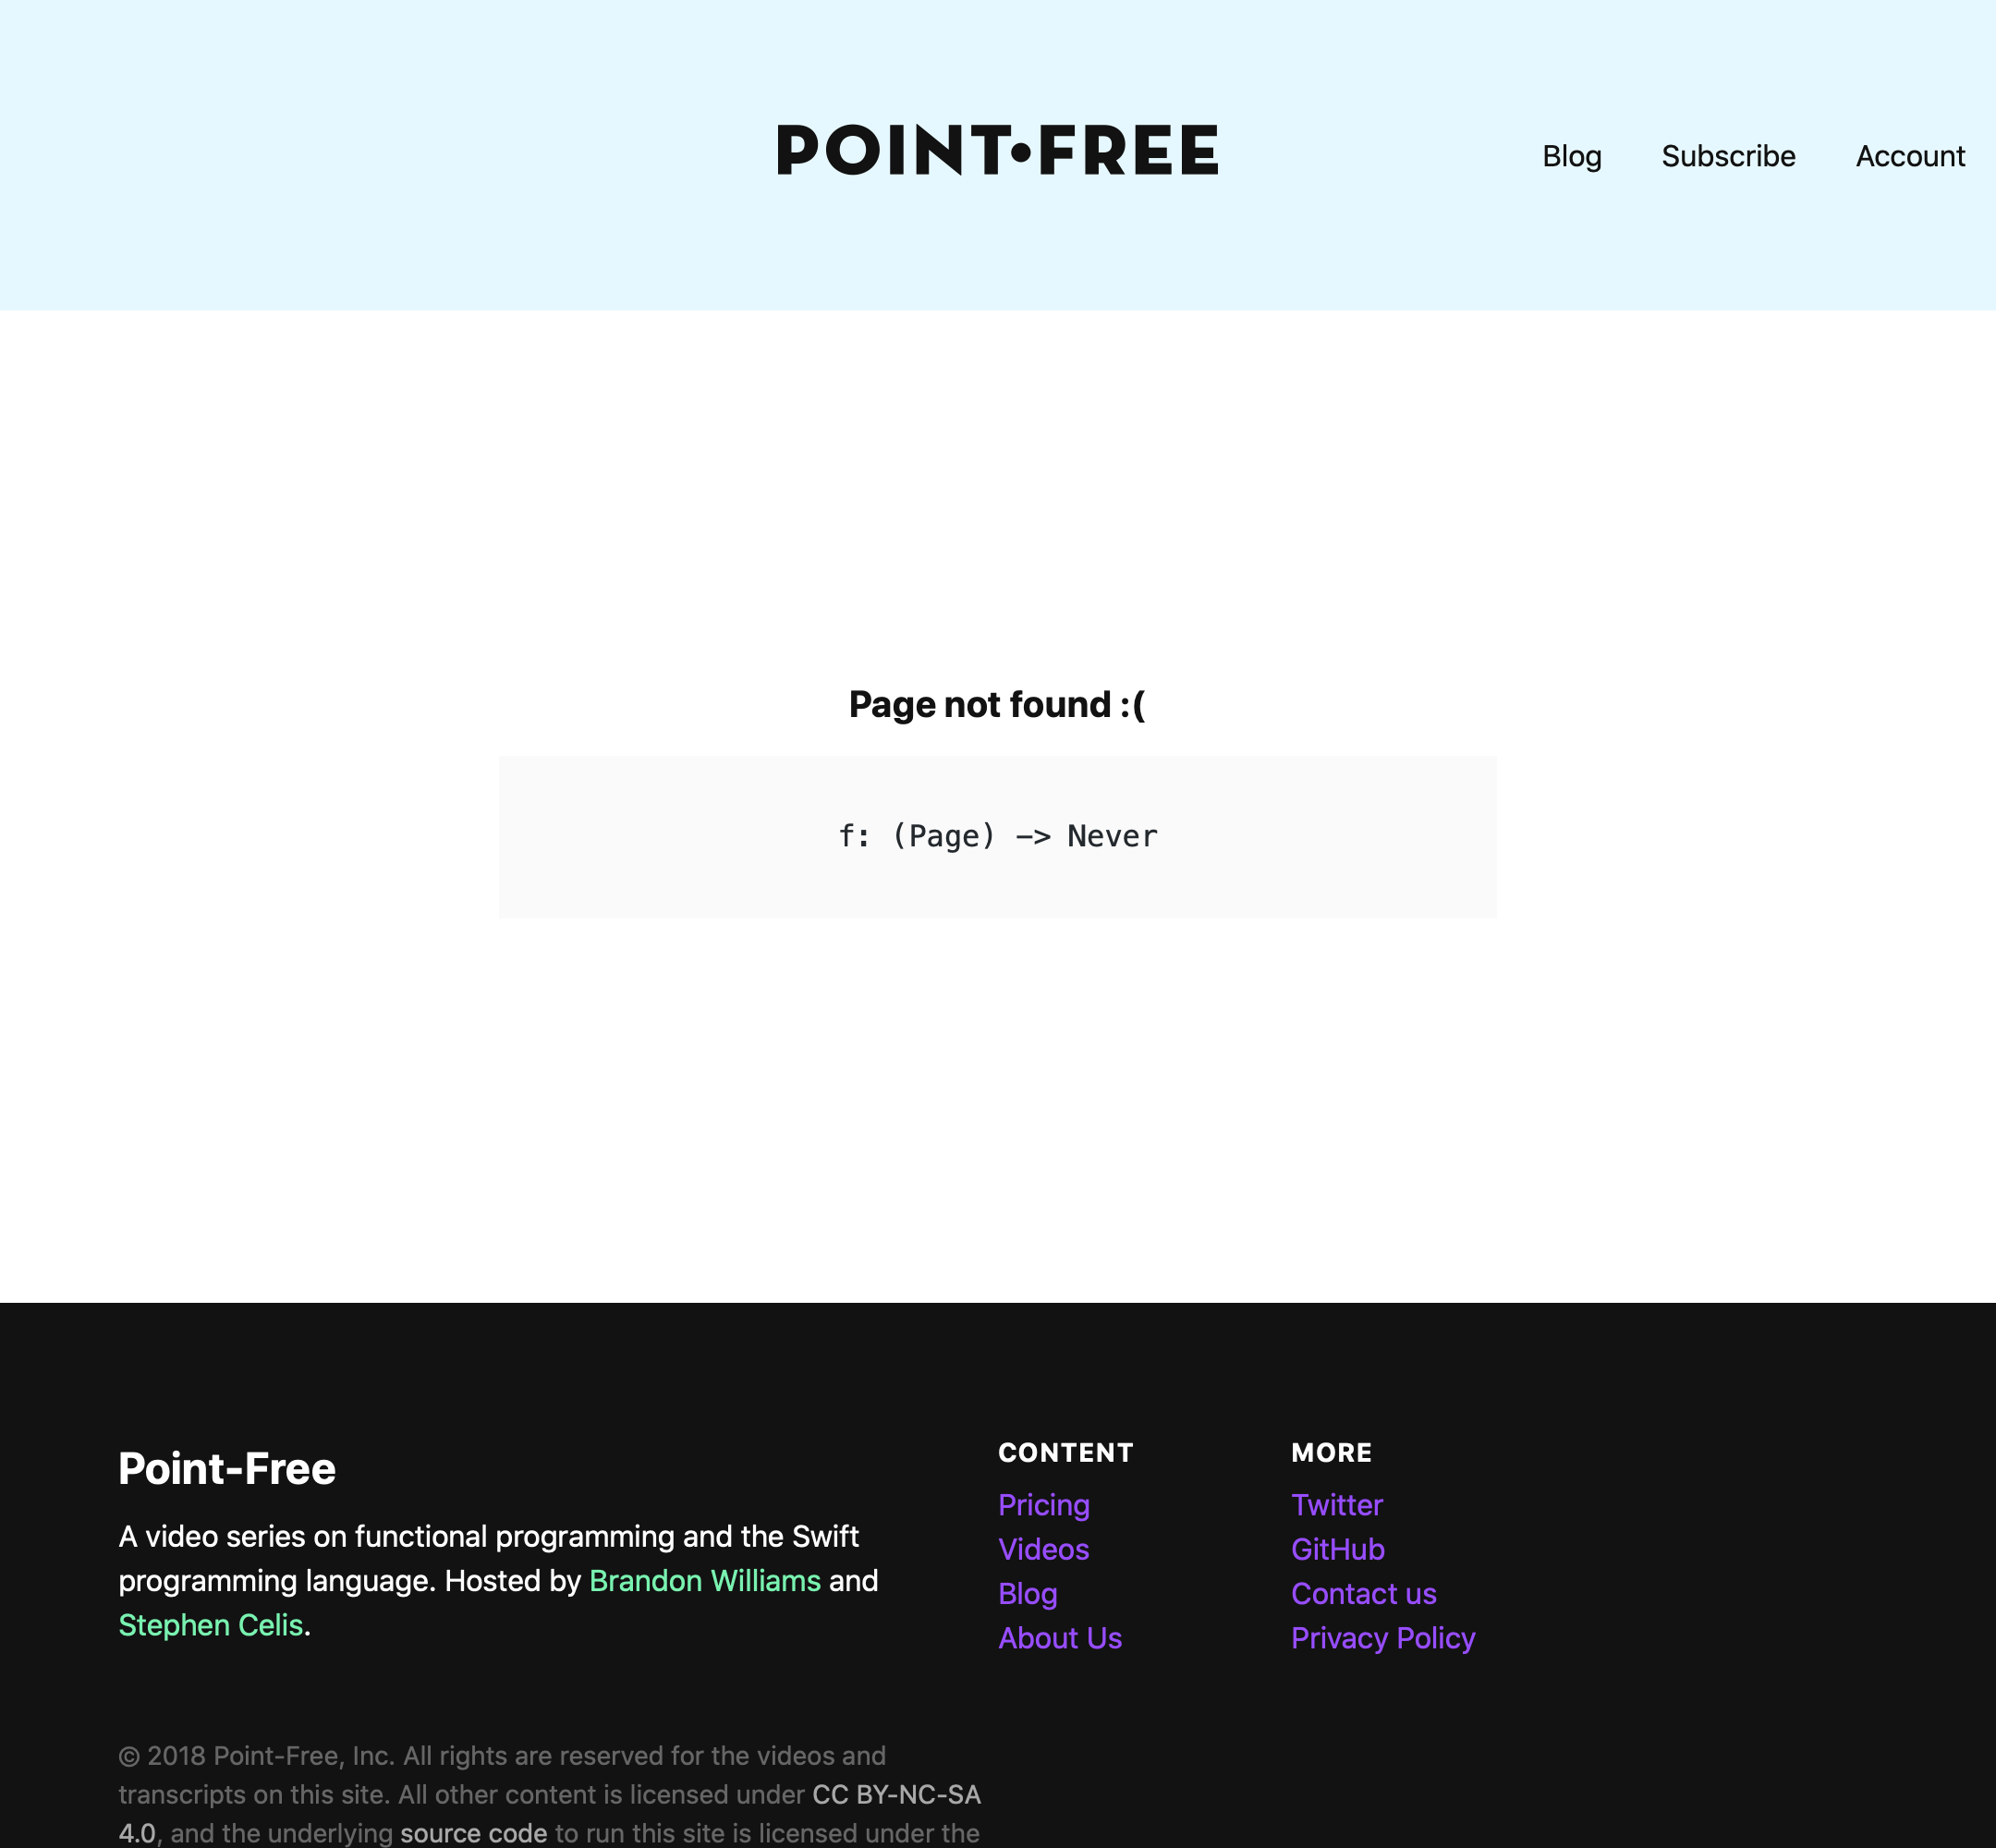 POINT•FREE
Blog Subscribe Account
Page not found :(
f: (Page) -> Never
Point-Free
A video series on functional programming and the Swift
programming language. Hosted by Brandon Williams and
Stephen Celis.
CONTENT
Pricing
Videos
Blog
About Us
MORE
Twitter
GitHub
Contact us
Privacy Policy
© 2018 Point-Free, Inc. All rights are reserved for the videos and
transcripts on this site. All other content is licensed under CC BY-NC-SA
4.0, and the underlying source code to run this site is licensed under the